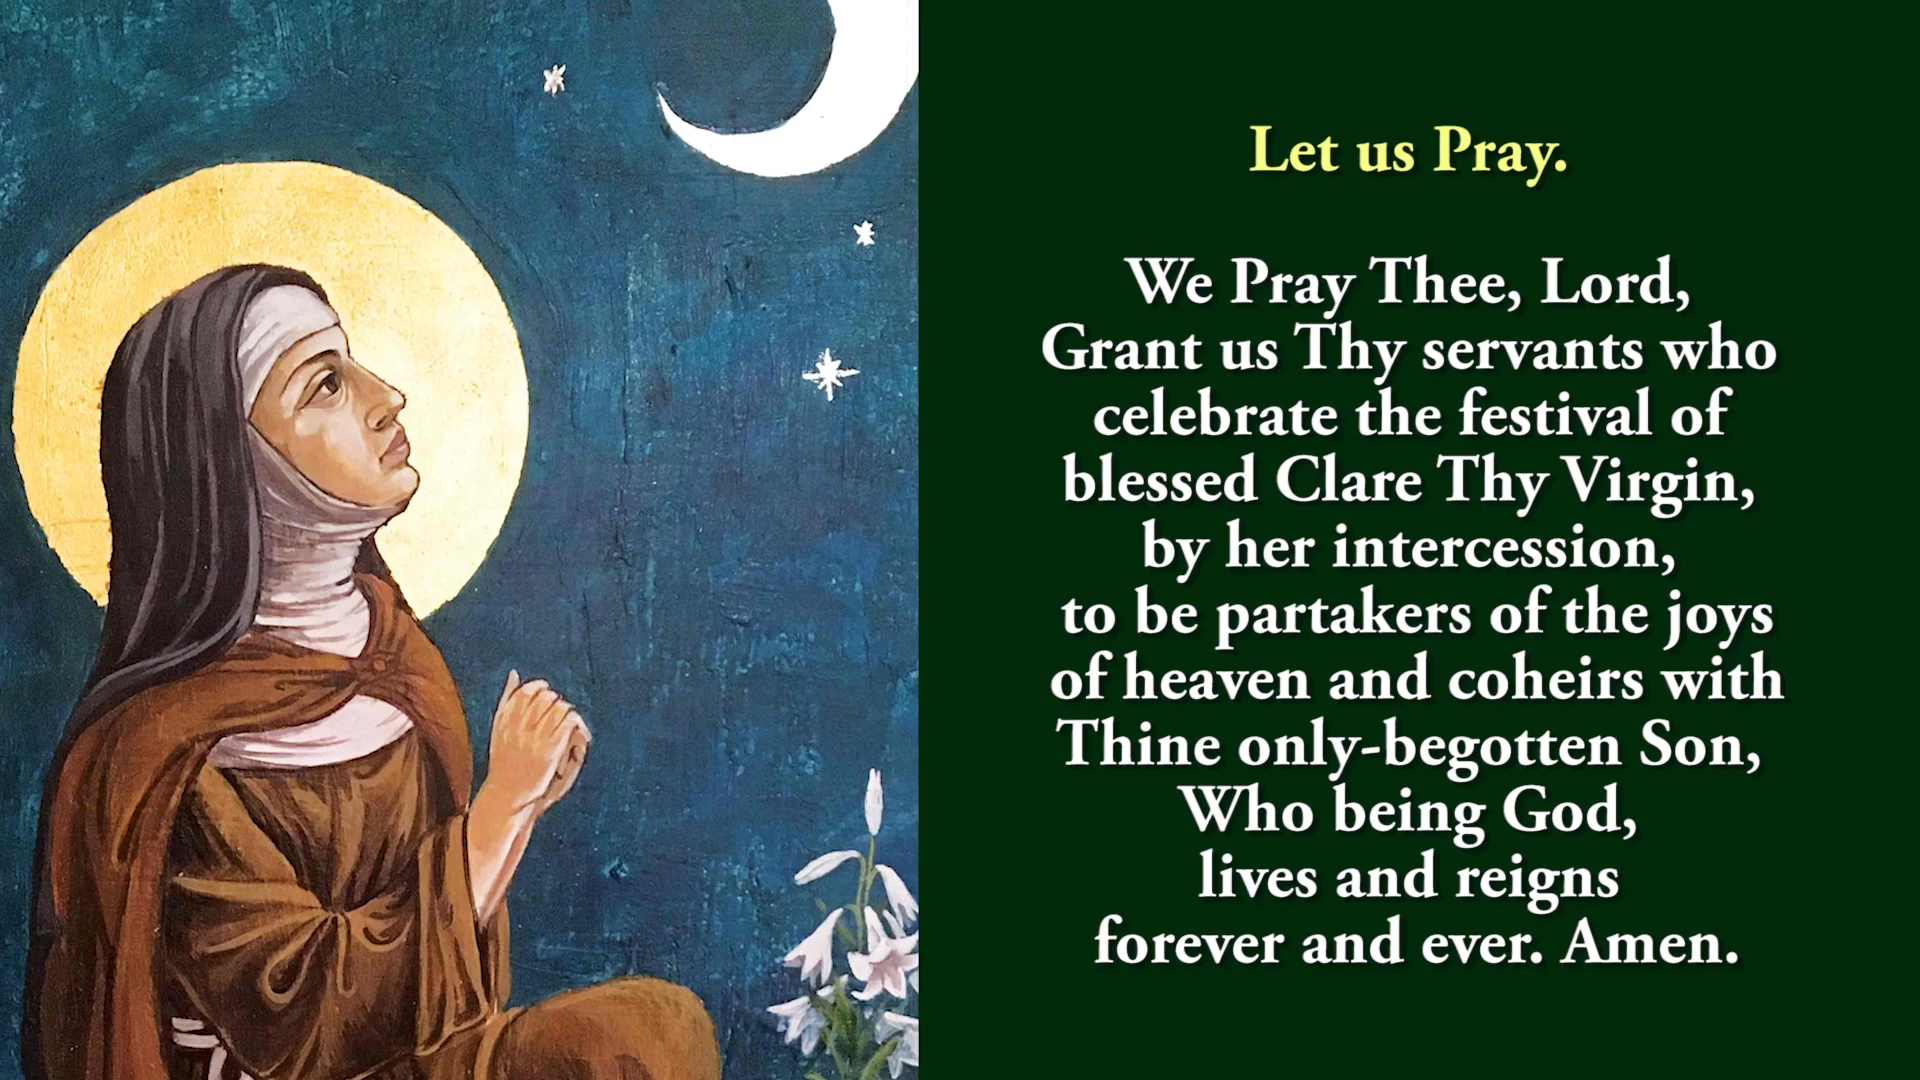 Let us Pray.
We Pray Thee, Lord,
Grant us Thy servants who
celebrate the festival of
blessed Clare Thy Virgin,
by her intercession,
to be partakers of the joys
of heaven and coheirs with
Thine only-begotten Son,
Who being God,
lives and reigns
forever and ever. Amen.